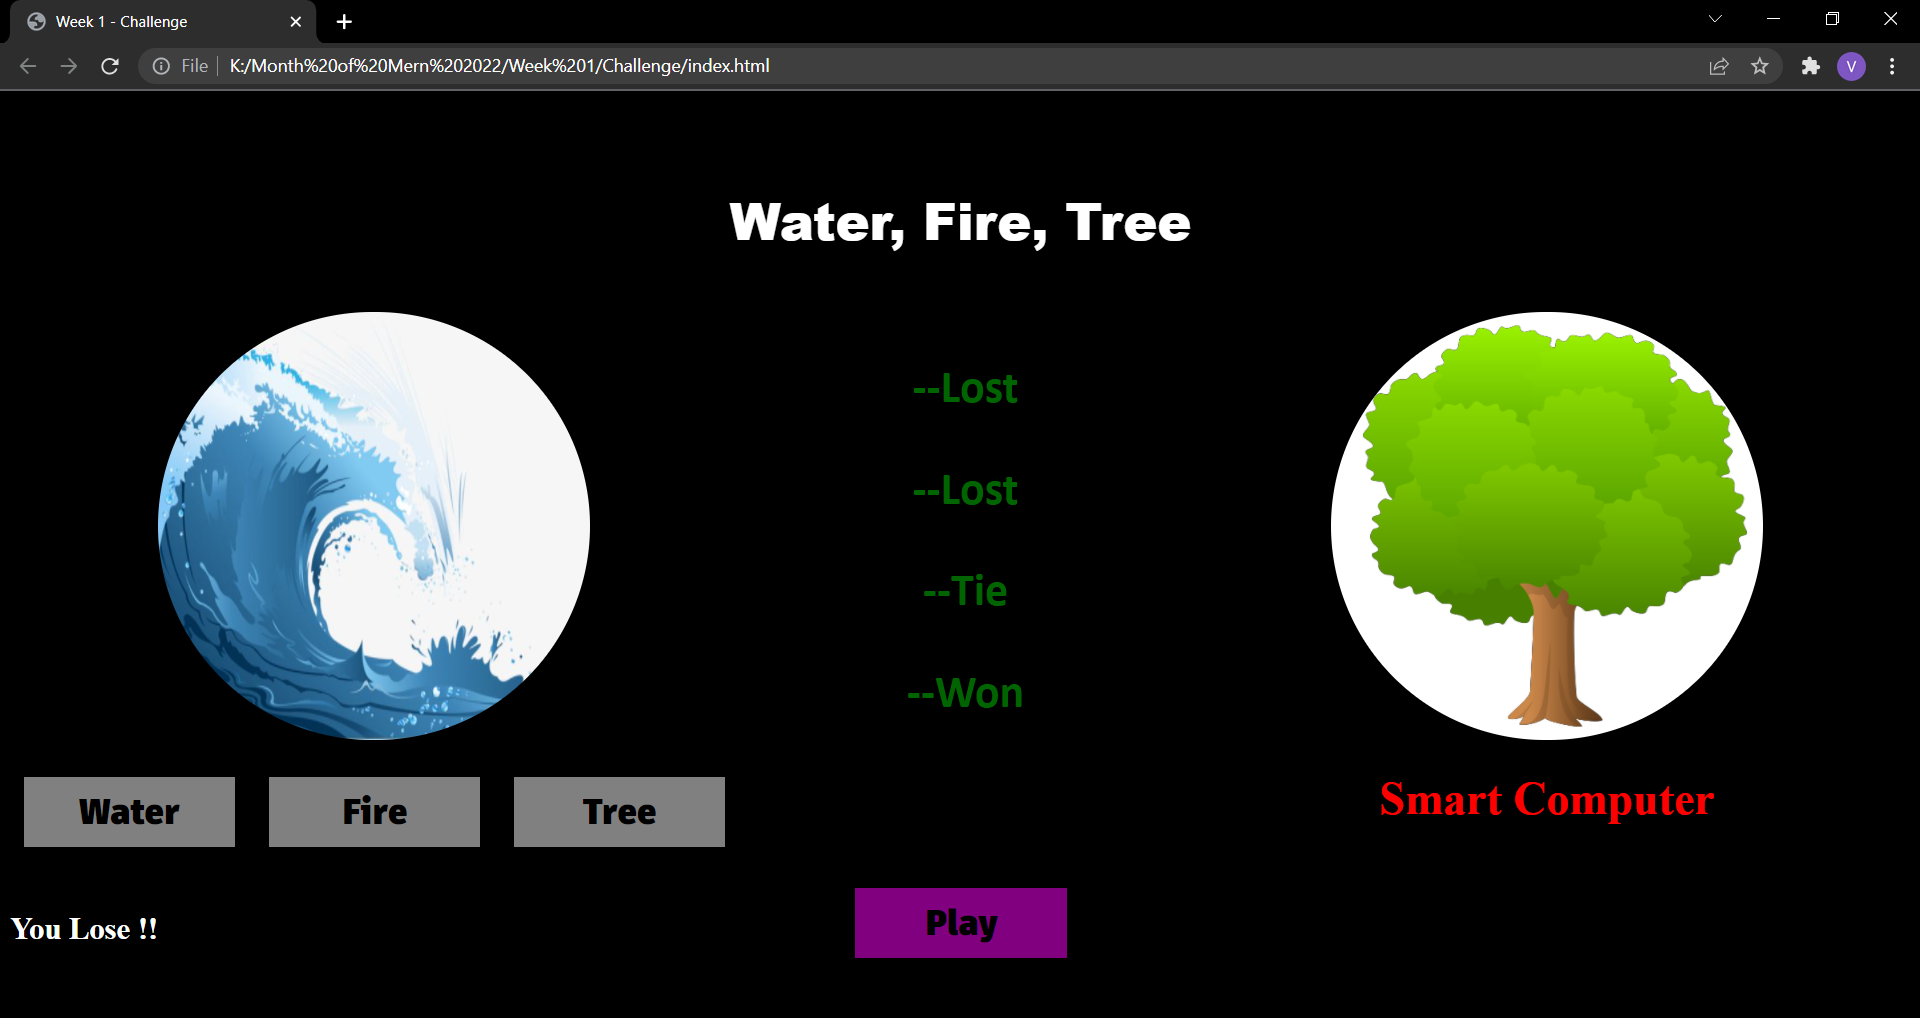 Week 1 - Challenge
File K:/Month%20of%20Mern%202022/Week%201/Challenge/index.html
V
Water, Fire, Tree
--Lost
--Lost
--Tie
--Won
Water Fire Tree
Smart Computer
You Lose !!
Play